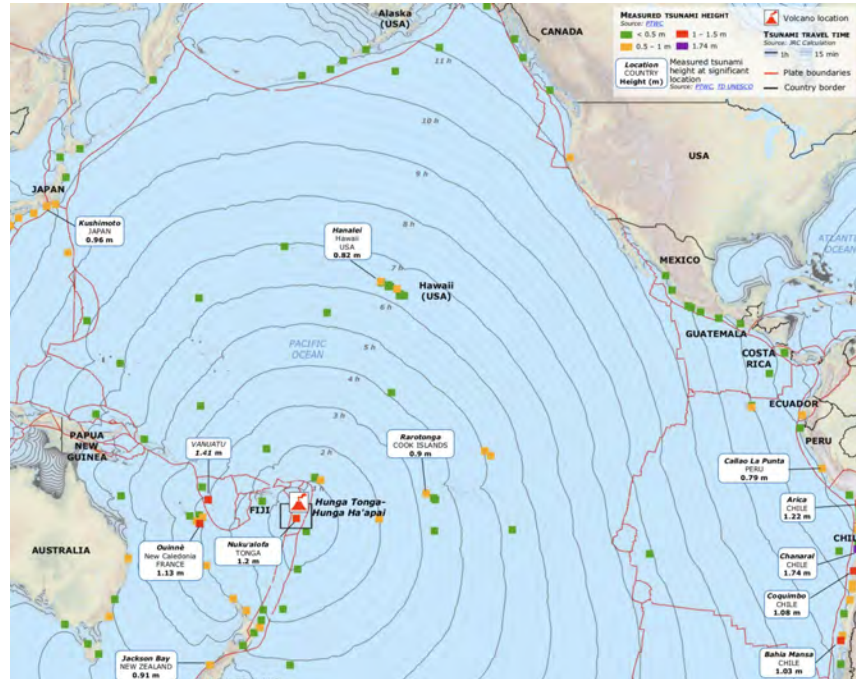 Alaska
(USA)
CANADA
MEASURED TSUNAMI HEIGHT
Source: PTWC
< 0.5 m
0.5 – 1 m
1 – 1.5 m
1.74 m
Location
COUNTRY
Height (m)
Measured tsunami
height at significant
location
Source: PTWC, TD UNESCO
Volcano location
TSUNAMI TRAVEL TIME
Source: JRC Calculation
1h
15 min
Plate boundaries
Country border
12 h
11 h
10 h
9 h
8 h
7 h
6 h
5 h
4 h
3 h
2 h
1 h
USA
JAPAN
Kushimoto
JAPAN
0.96 m
Hanalei
Hawaii
USA
0.82 m
Hawaii
(USA)
ATLANTIC
OCEAN
MEXICO
GUATEMALA
COSTA
RICA
PACIFIC
OCEAN
ECUADOR
PERU
PAPUA
NEW
GUINEA
VANUATU
1.41 m
Rarotonga
COOK ISLANDS
0.9 m
Callao La Punta
PERU
0.79 m
FIJI
Hunga Tonga-
Hunga Ha'apai
Arica
CHILE
1.22 m
AUSTRALIA
Ouinnè
New Caledonia
FRANCE
1.13 m
Nuku'alofa
TONGA
1.2 m
CHIL
Chanaral
CHILE
1.74 m
Coquimbo
CHILE
1.08 m
Jackson Bay
NEW ZEALAND
0.91 m
Bahia Mansa
CHILE
1.03 m